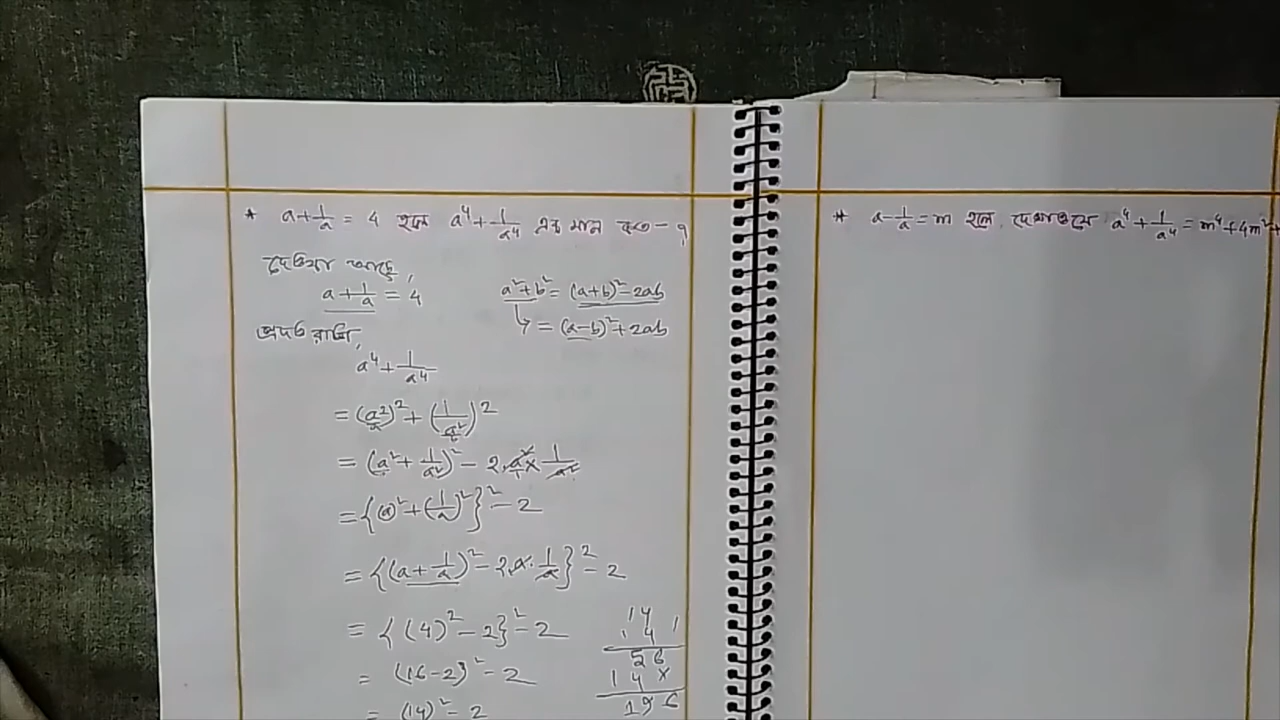 * a + 1/a = 4 হলে a⁴ + 1/a⁴ এর মান কত - ?
দেওয়া আছে,
a + 1/a = 4
a² + b² = (a+b)² - 2ab
↳ = (a-b)² + 2ab
প্রদত্ত রাশি,
a⁴ + 1/a⁴
= (a²)² + (1/a²)²
= (a² + 1/a²)² - 2.a² × 1/a²
= {(a)² + (1/a)²}² - 2
= {(a + 1/a)² - 2.a.1/a}² - 2
= {(4)² - 2}² - 2
= (16-2)² - 2
= (14)² - 2
14
14
56
14×
196
* a - 1/a = m হলে, দেখাও যে a⁴ + 1/a⁴ = m⁴ + 4m² +